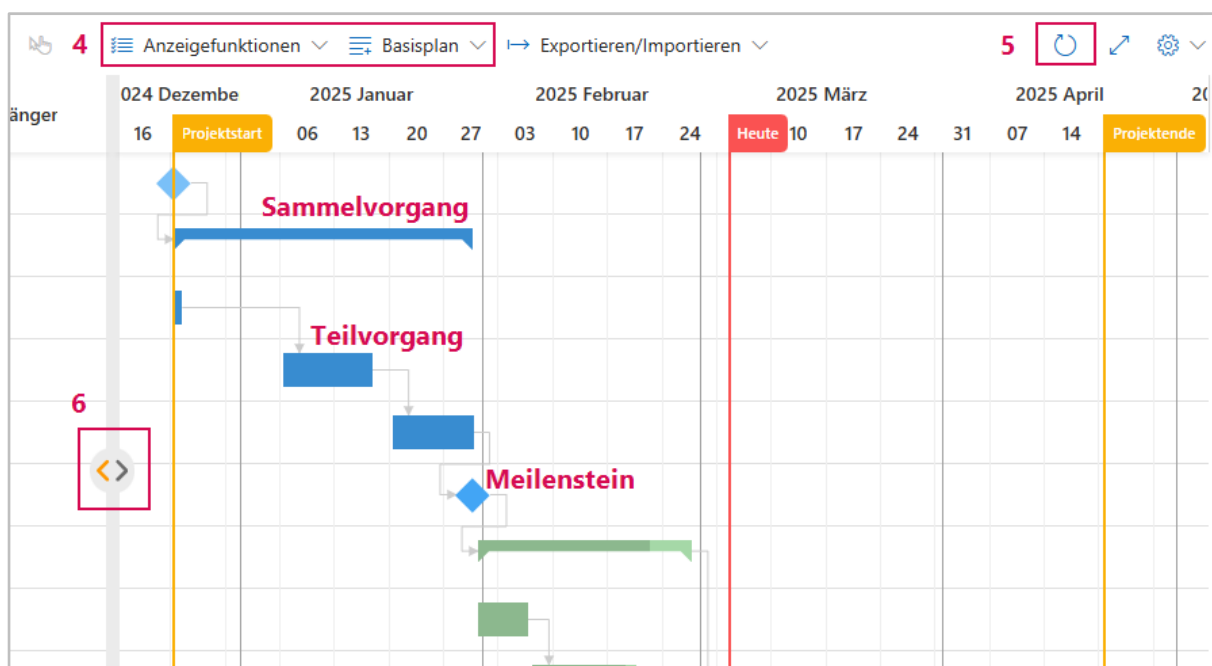 4 Anzeigefunktionen Basisplan Exportieren/Importieren 5
änger 024 Dezembe 2025 Januar 2025 Februar 2025 März 2025 April 20
16 Projektstart 06 13 20 27 03 10 17 24 Heute 10 17 24 31 07 14 Projektende
Sammelvorgang
Teilvorgang
6
Meilenstein